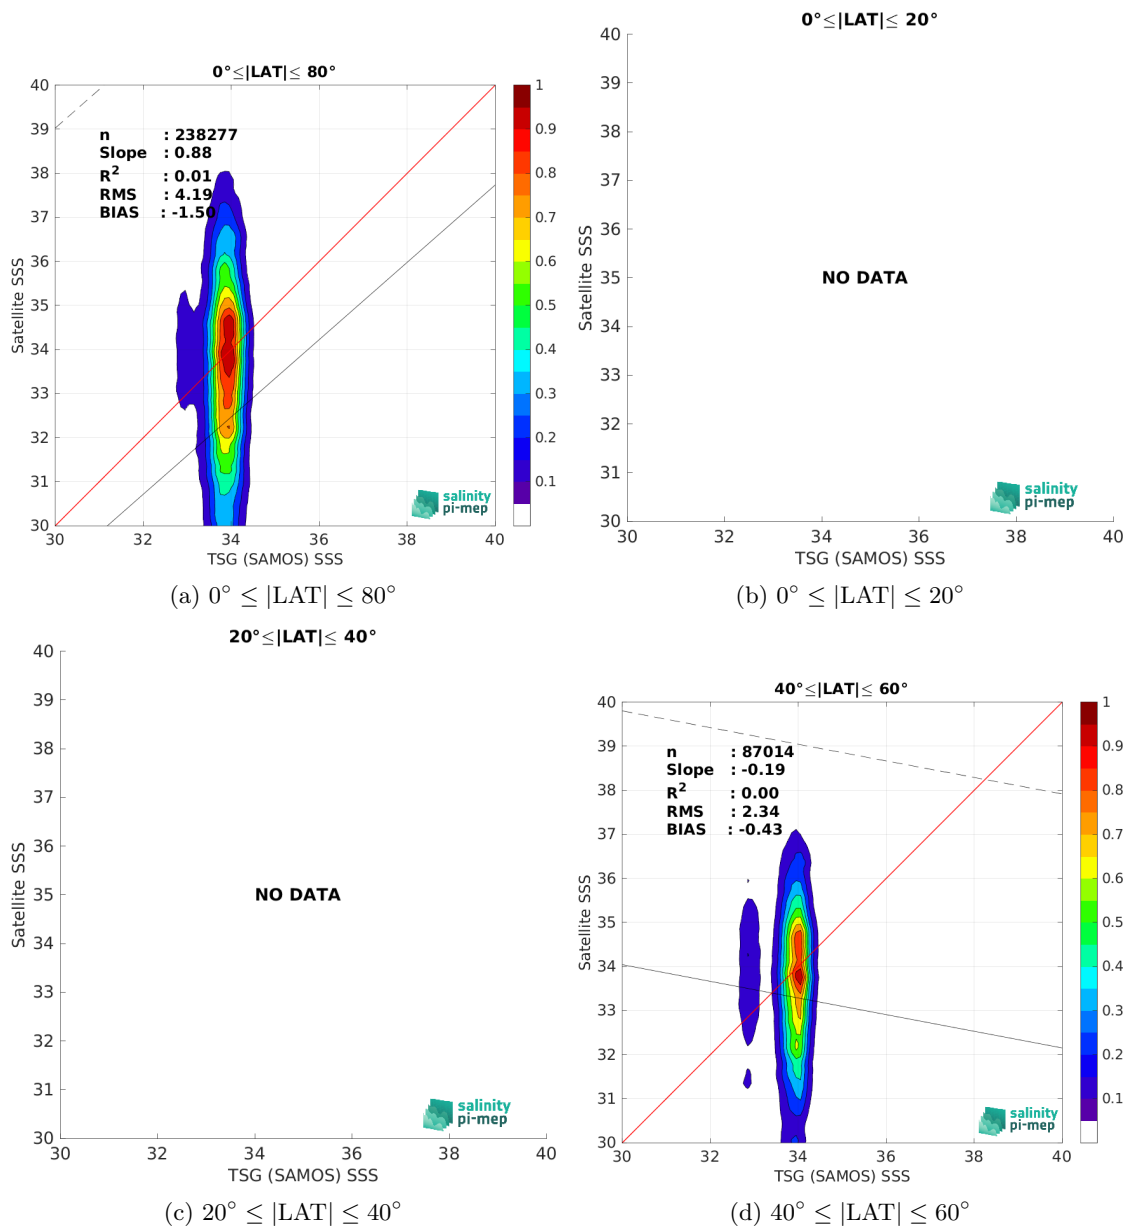 0°≤|LAT|≤ 80°
n : 238277
Slope : 0.88
R2 : 0.01
RMS : 4.19
BIAS : -1.50
40
39
38
37
36
35
34
33
32
31
30
Satellite SSS
30 32 34 36 38 40
TSG (SAMOS) SSS
1
0.9
0.8
0.7
0.6
0.5
0.4
0.3
0.2
0.1
salinity
pi-mep
(a) 0° ≤ |LAT| ≤ 80°
0°≤|LAT|≤ 20°
40
39
38
37
36
35
34
33
32
31
30
Satellite SSS
NO DATA
salinity
pi-mep
30 32 34 36 38 40
TSG (SAMOS) SSS
(b) 0° ≤ |LAT| ≤ 20°
20°≤|LAT|≤ 40°
40
39
38
37
36
35
34
33
32
31
30
Satellite SSS
NO DATA
salinity
pi-mep
30 32 34 36 38 40
TSG (SAMOS) SSS
(c) 20° ≤ |LAT| ≤ 40°
40°≤|LAT|≤ 60°
n : 87014
Slope : -0.19
R2 : 0.00
RMS : 2.34
BIAS : -0.43
40
39
38
37
36
35
34
33
32
31
30
Satellite SSS
30 32 34 36 38 40
TSG (SAMOS) SSS
1
0.9
0.8
0.7
0.6
0.5
0.4
0.3
0.2
0.1
salinity
pi-mep
(d) 40° ≤ |LAT| ≤ 60°